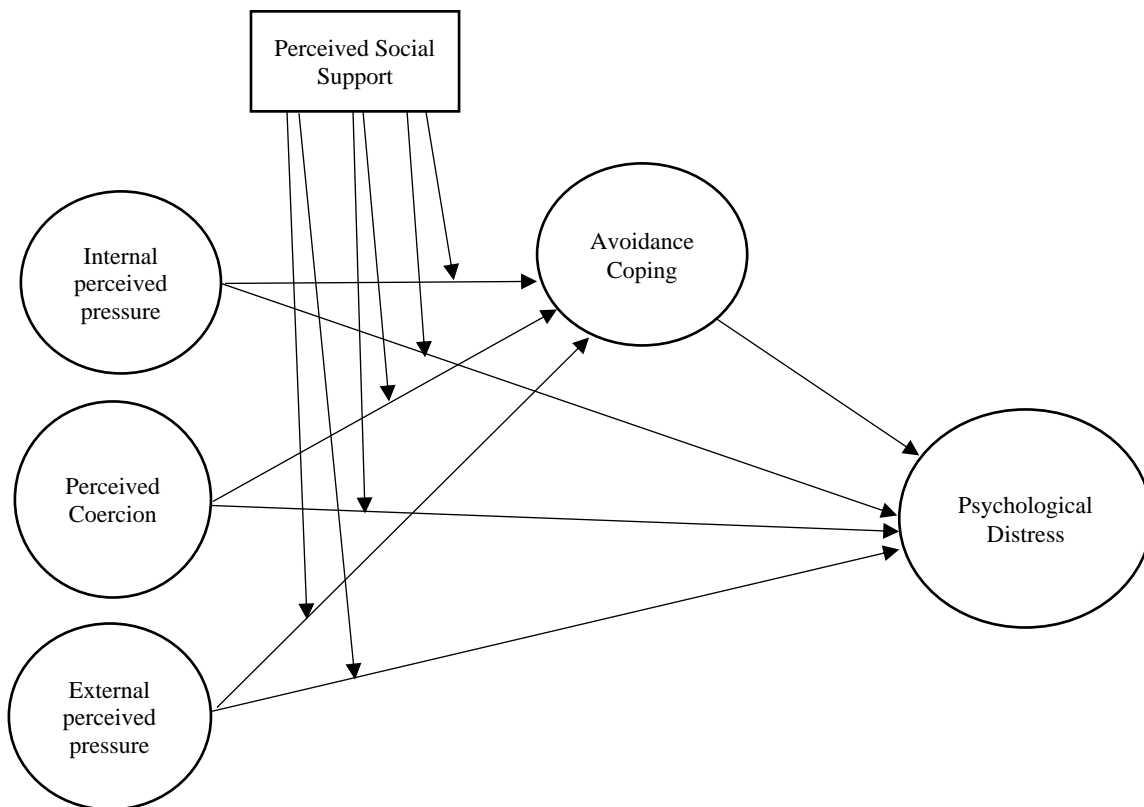 Perceived Social
Support
Avoidance
Coping
Internal
perceived
pressure
Perceived
Coercion
Psychological
Distress
External
perceived
pressure